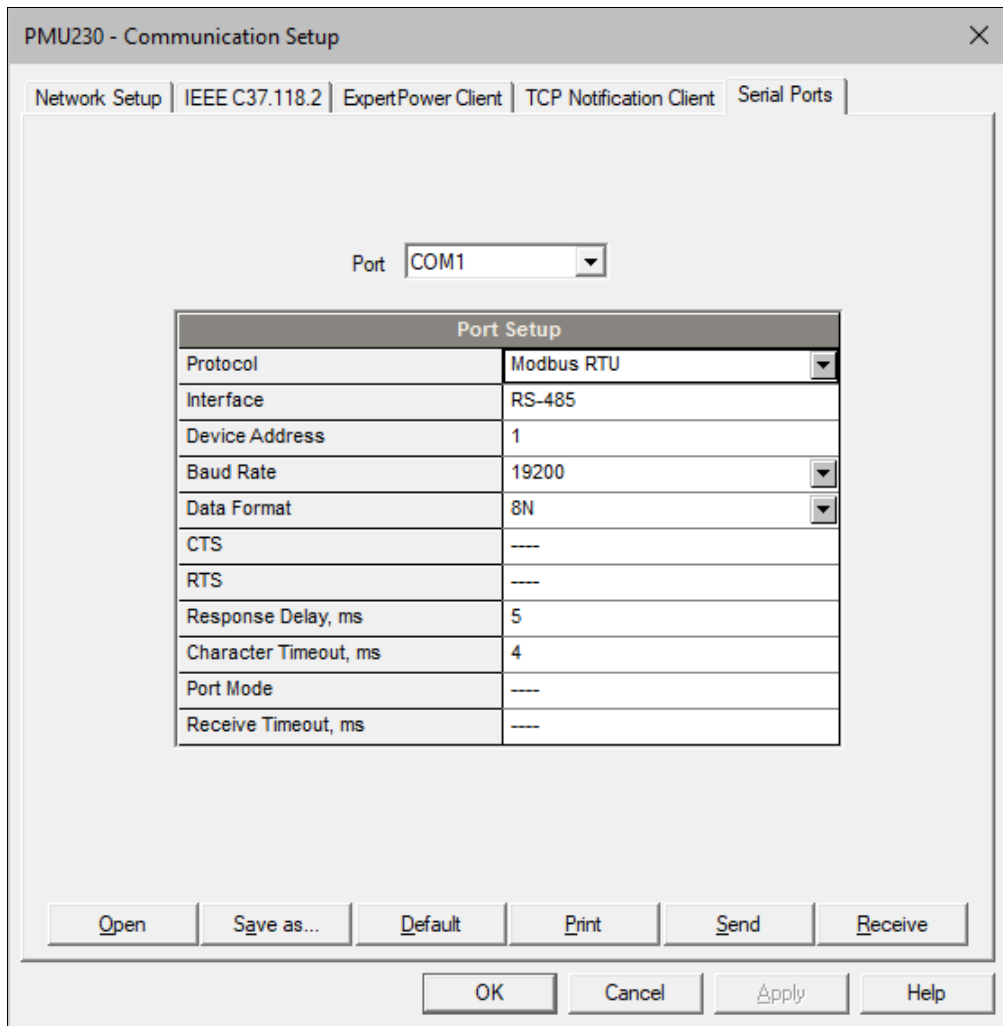 PMU230 - Communication Setup
Network Setup IEEE C37.118.2 ExpertPower Client TCP Notification Client Serial Ports
Port COM1
Port Setup
Protocol Modbus RTU
Interface RS-485
Device Address 1
Baud Rate 19200
Data Format 8N
CTS ----
RTS ----
Response Delay, ms 5
Character Timeout, ms 4
Port Mode ----
Receive Timeout, ms ----
Open Save as... Default Print Send Receive
OK Cancel Apply Help